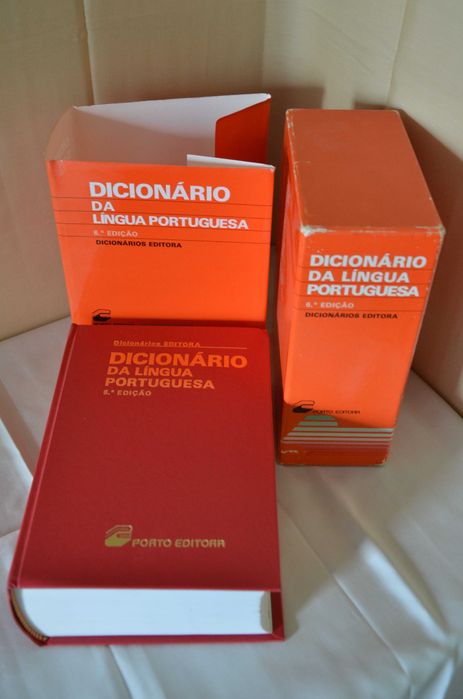 DICIONÁRIO
DA
LÍNGUA PORTUGUESA
6.ª EDIÇÃO
DICIONÁRIOS EDITORA
DICIONÁRIO
DA LÍNGUA
PORTUGUESA
6.ª EDIÇÃO
DICIONÁRIOS EDITORA
PORTO EDITORA
Dicionários EDITORA
DICIONÁRIO
DA LÍNGUA
PORTUGUESA
6.ª EDIÇÃO
PORTO EDITORA